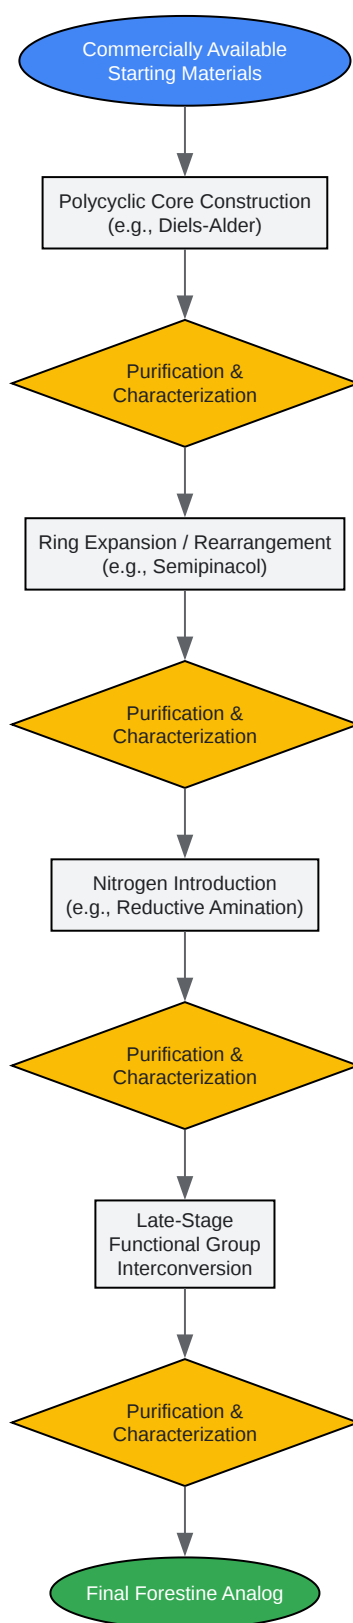 Commercially Available
Starting Materials
Polycyclic Core Construction
(e.g., Diels-Alder)
Purification &
Characterization
Ring Expansion / Rearrangement
(e.g., Semipinacol)
Purification &
Characterization
Nitrogen Introduction
(e.g., Reductive Amination)
Purification &
Characterization
Late-Stage
Functional Group
Interconversion
Purification &
Characterization
Final Forestine Analog